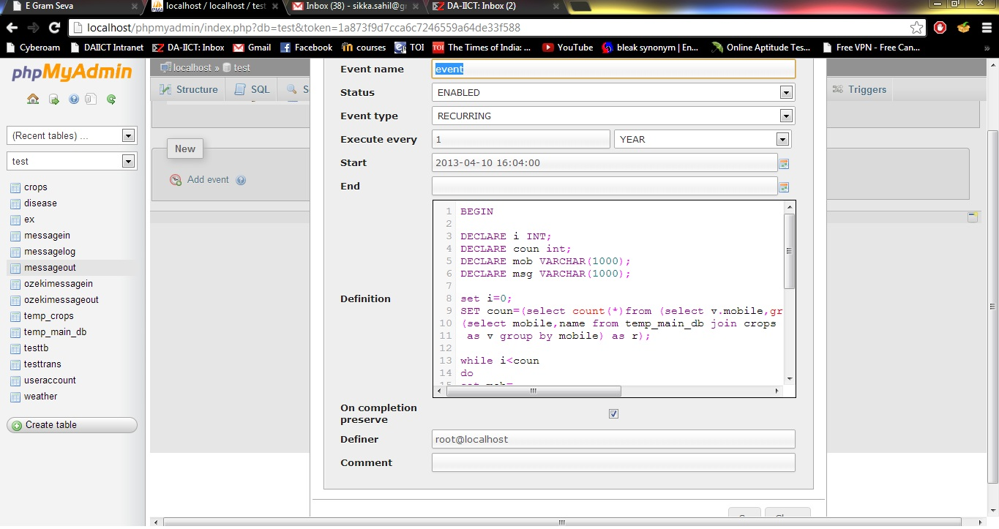 E Gram Seva
localhost / localhost / test
Inbox (38) - sikka.sahil@gr
DA-IICT: Inbox (2)
localhost/phpmyadmin/index.php?db=test&token=1a873f9d7cca6c7246559a64de33f588
Cyberoam
DAIICT Intranet
DA-IICT: Inbox
Gmail
Facebook
courses
TOI
The Times of India: ...
YouTube
bleak synonym | En...
Online Aptitude Tes...
Free VPN - Free Can...
phpMyAdmin
(Recent tables) ...
test
crops
disease
ex
messagein
messagelog
messageout
ozekimessagein
ozekimessageout
temp_crops
temp_main_db
testtb
testtrans
useraccount
weather
Create table
localhost » test
Structure
SQL
Triggers
New
Add event
Event name event
Status ENABLED
Event type RECURRING
Execute every 1 YEAR
Start 2013-04-10 16:04:00
End
Definition
1 BEGIN
2
3 DECLARE i INT;
4 DECLARE coun int;
5 DECLARE mob VARCHAR(1000);
6 DECLARE msg VARCHAR(1000);
7
8 set i=0;
9 SET coun=(select count(*)from (select v.mobile,gr
10 (select mobile,name from temp_main_db join crops
11 as v group by mobile) as r);
12
13 while i<coun
14 do
On completion
preserve
Definer root@localhost
Comment